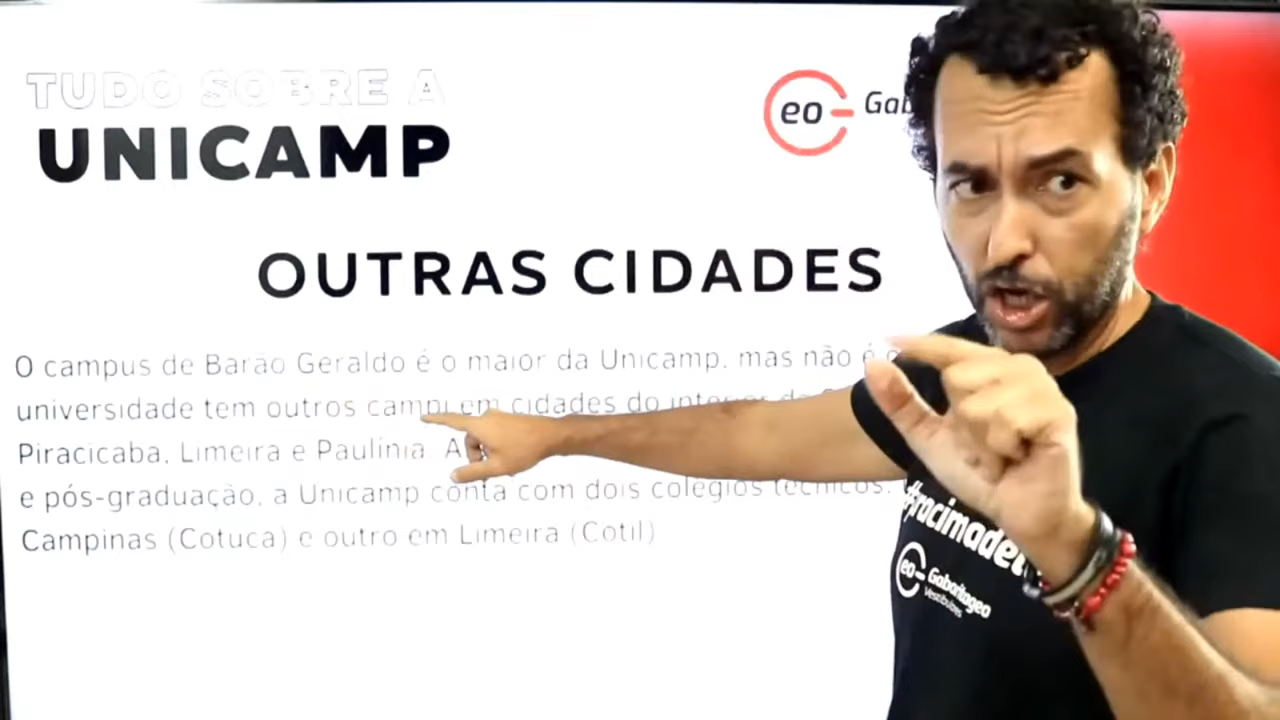 TUDO SOBRE A
UNICAMP
eo
OUTRAS CIDADES
O campus de Barão Geraldo é o maior da Unicamp, mas não é
universidade tem outros campi em cidades do interior
Piracicaba, Limeira e Paulínia.
e pós-graduação, a Unicamp conta com dois colégios técnicos:
Campinas (Cotuca) e outro em Limeira (Cotil)
eo
Gabaritageo
Vestibulares